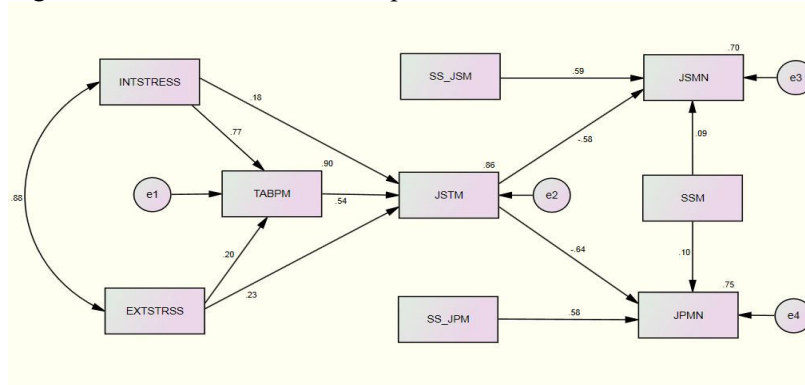 .70
SS_JSM
.59
JSMN
e3
INTSTRESS
.18
.77
-.58
.09
.90
.86
.88
e1
TABPM
.54
JSTM
e2
SSM
.20
-.64
.10
.23
.75
EXTSTRSS
SS_JPM
.58
JPMN
e4